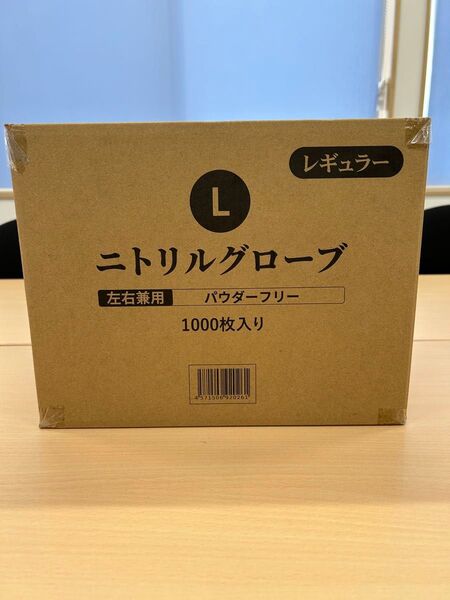 レギュラー
L
ニトリルグローブ
左右兼用 パウダーフリー
1000枚入り
4573506920261